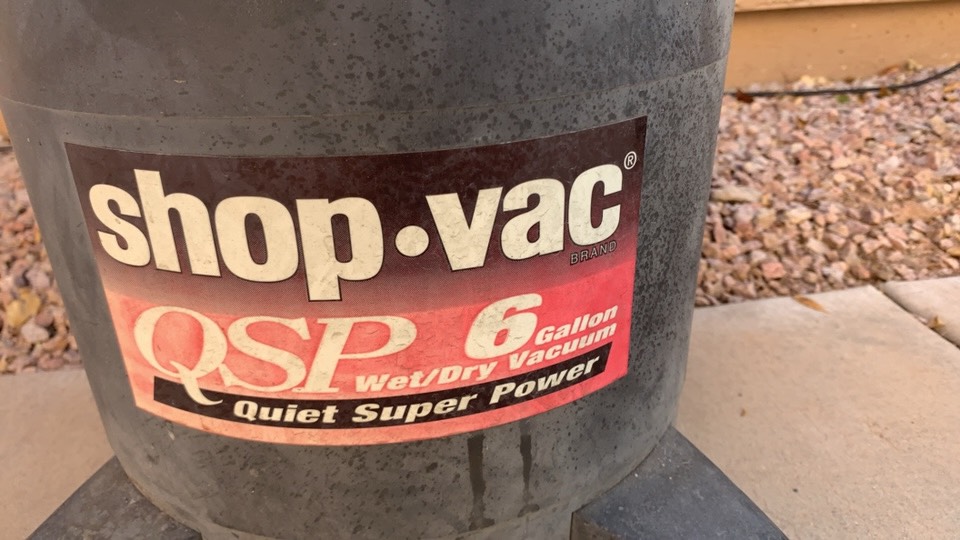 shop·vac®
BRAND
QSP 6 Gallon
Wet/Dry Vacuum
Quiet Super Power